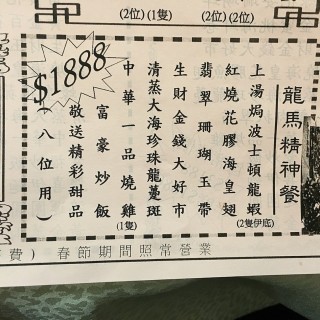 (2位)(1隻) (2位)(2位)
龍馬精神餐
上湯焗波士頓龍蝦
(2隻伊底)
紅燒花膠海皇翅
翡翠珊瑚玉帶
生財金錢大好市
清蒸大海珍珠龍躉斑
中華一品燒雞
(1隻)
富豪炒飯
敬送精彩甜品
$1888
(八位用)
費) 春節期間照常營業